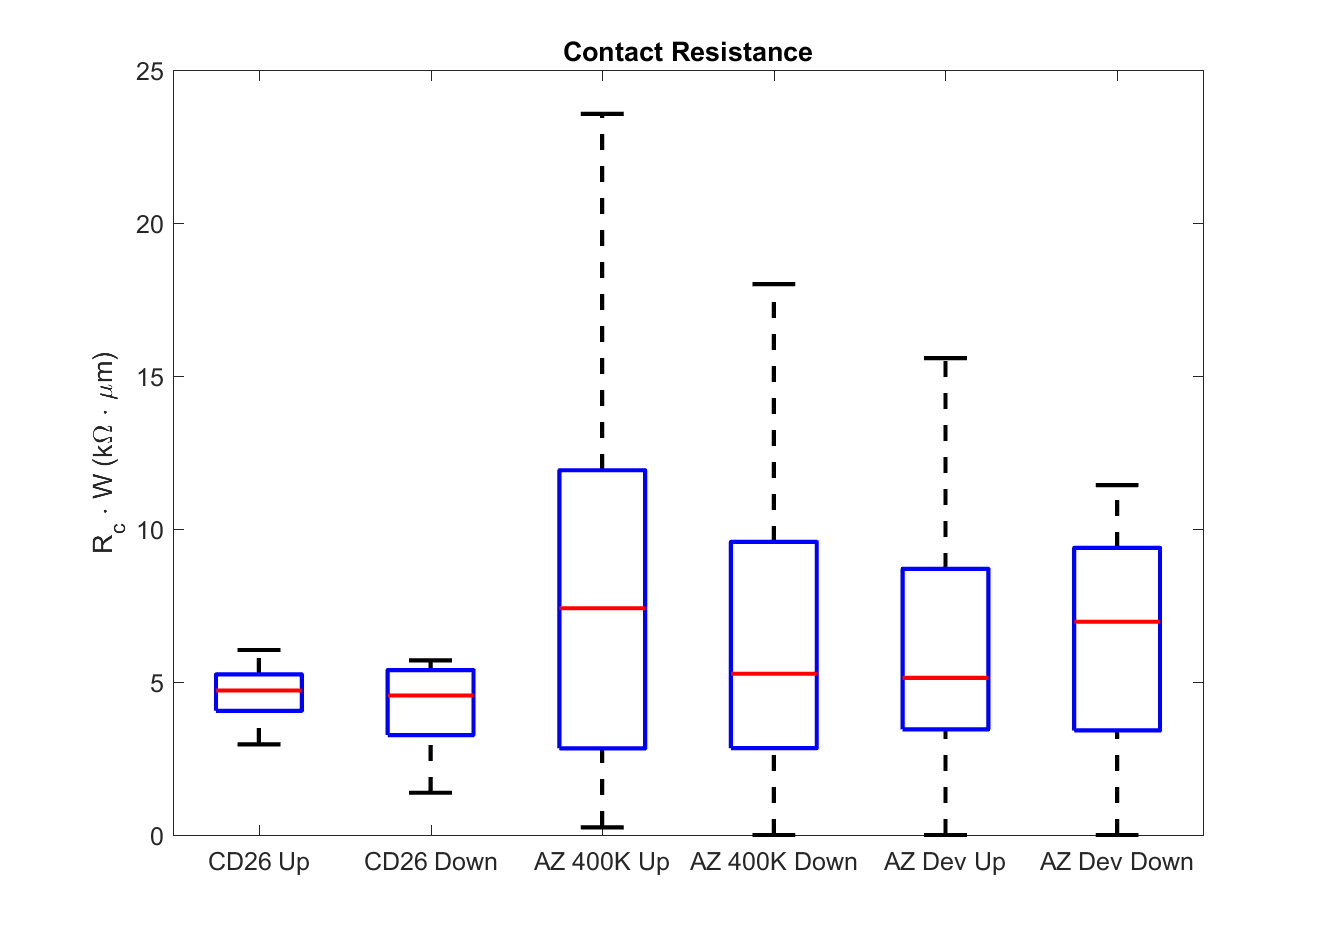 Contact Resistance
25
20
15
10
5
0
R_c · W (kΩ · μm)
CD26 Up CD26 Down AZ 400K Up AZ 400K Down AZ Dev Up AZ Dev Down